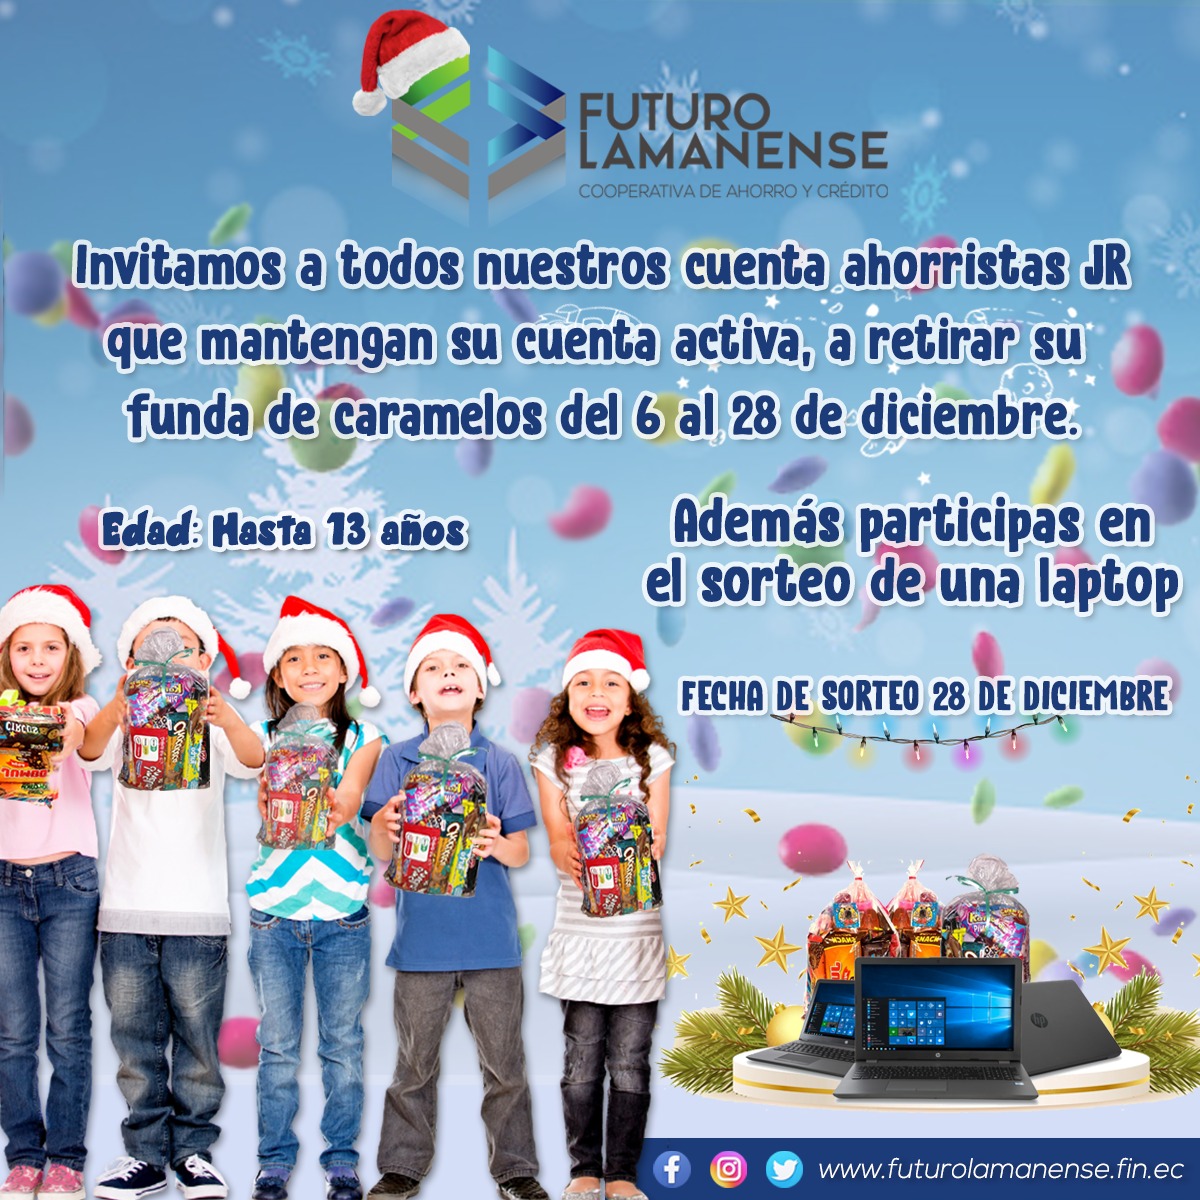 FUTURO
LAMANENSE
COOPERATIVA DE AHORRO Y CRÉDITO
Invitamos a todos nuestros cuenta ahorristas JR
que mantengan su cuenta activa, a retirar su
funda de caramelos del 6 al 28 de diciembre.
Edad: Hasta 13 años
Además participas en
el sorteo de una laptop
FECHA DE SORTEO 28 DE DICIEMBRE
www.futurolamanense.fin.ec